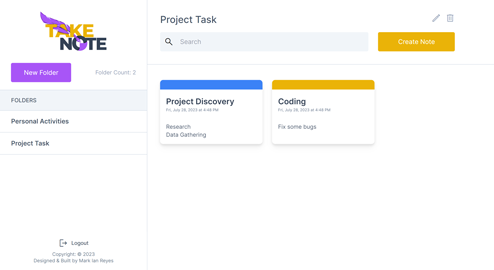 TAKE
NOTE
New Folder
Folder Count: 2
FOLDERS
Personal Activities
Project Task
Logout
Copyright © 2023
Designed & Built by Mark Ian Reyes
Project Task
Search
Create Note
Project Discovery
Fri, July 28, 2023 at 4:48 PM
Research
Data Gathering
Coding
Fri, July 28, 2023 at 4:48 PM
Fix some bugs